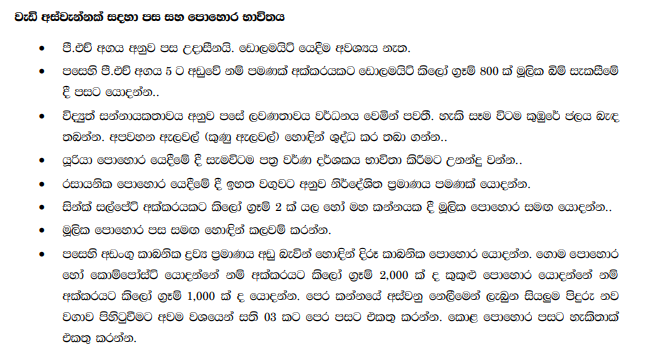 වැඩි අස්වැන්නක් සදහා පස සහ පොහොර භාවිතය
• පී.එච් අගය අනුව පස උදාසීනයි. ඩොලමයිට් යෙදීම අවශ්‍යය නැත.
• පසෙහි පී.එච් අගය 5 ට අඩුවේ නම් පමණක් අක්කරයකට ඩොලමයිට් කිලෝ ග්‍රෑම් 800 ක් මූලික බිම් සැකසීමේ
දී පසට යොදන්න..
• විද්‍යුත් සන්නායකතාවය අනුව පසේ ලවණතාවය වර්ධනය වෙමින් පවතී. හැකි සෑම විටම කුඹුරේ ජලය බැඳ
තබන්න. අපවහන ඇලවල් (කුණු ඇලවල්) හොඳින් ශුද්ධ කර තබා ගන්න..
• යූරියා පොහොර යෙදීමේ දී සැමවිටම පත්‍ර වර්ණ දර්ශකය භාවිතා කිරීමට උනන්දු වන්න..
• රසායනික පොහොර යෙදීමේ දී ඉහත වගුවට අනුව නිර්දේශිත ප්‍රමාණය පමණක් යොදන්න.
• සින්ක් සල්පේට් අක්කරයකට කිලෝ ග්‍රෑම් 2 ක් යල හෝ මහ කන්නයක දී මූලික පොහොර සමඟ යොදන්න..
• මූලික පොහොර පස සමඟ හොඳින් කලවම් කරන්න.
• පසෙහි අඩංගු කාබනික ද්‍රව්‍ය ප්‍රමාණය අඩු බැවින් හොඳින් දිරූ කාබනික පොහොර යොදන්න. ගොම පොහොර
හෝ කොම්පෝස්ට් යොදන්නේ නම් අක්කරයට කිලෝ ග්‍රෑම් 2,000 ක් ද කුකුළු පොහොර යොදන්නේ නම්
අක්කරයට කිලෝ ග්‍රෑම් 1,000 ක් ද යොදන්න. පෙර කන්නයේ අස්වනු නෙලීමෙන් ලැබුන සියලුම පිදුරු නව
වගාව පිහිටුවීමට අවම වශයෙන් සති 03 කට පෙර පසට එකතු කරන්න. කොළ පොහොර පසට හැකිතාක්
එකතු කරන්න.